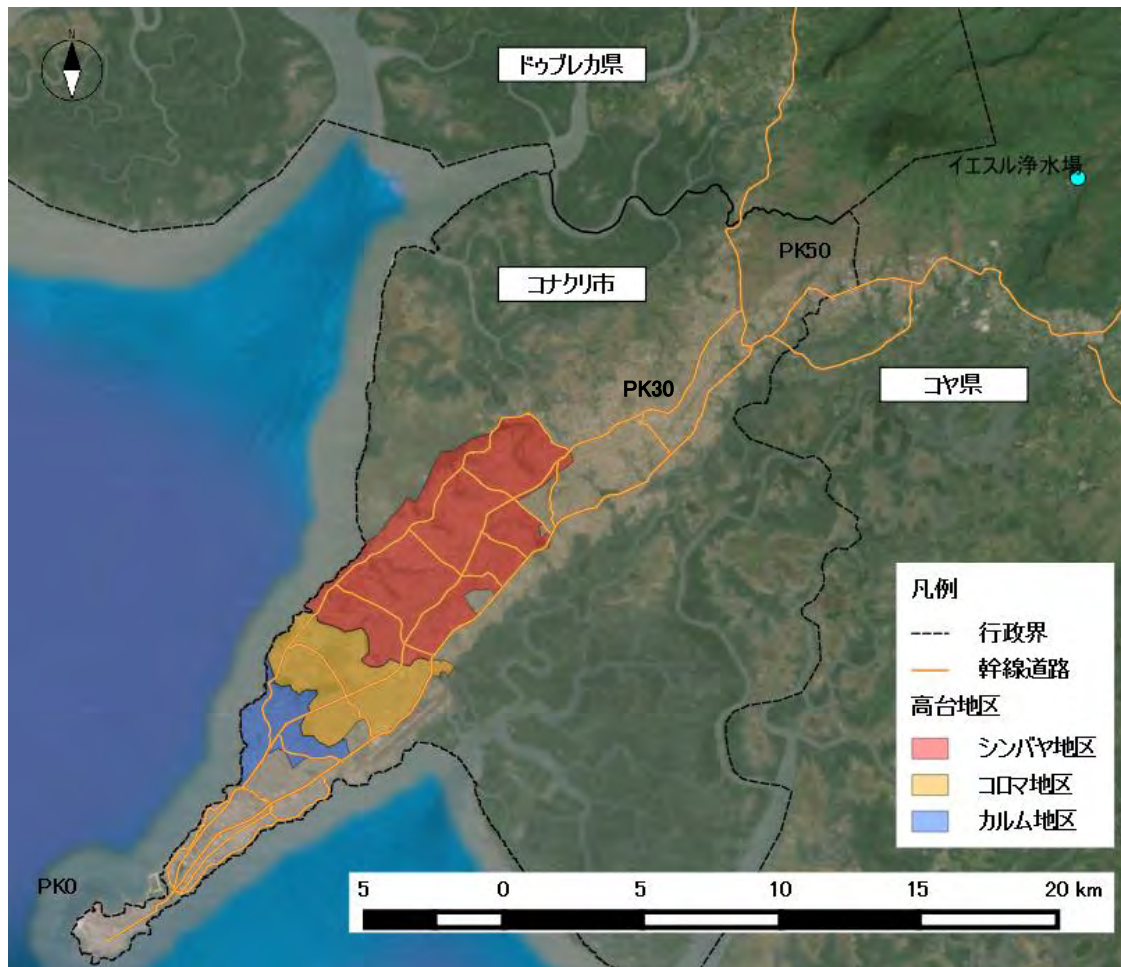 N
ドゥブレカ県
イエスル浄水場
PK50
コナクリ市
PK30
コヤ県
凡例
行政界
幹線道路
高台地区
シンバヤ地区
コロマ地区
カルム地区
PK0
5 0 5 10 15 20 km